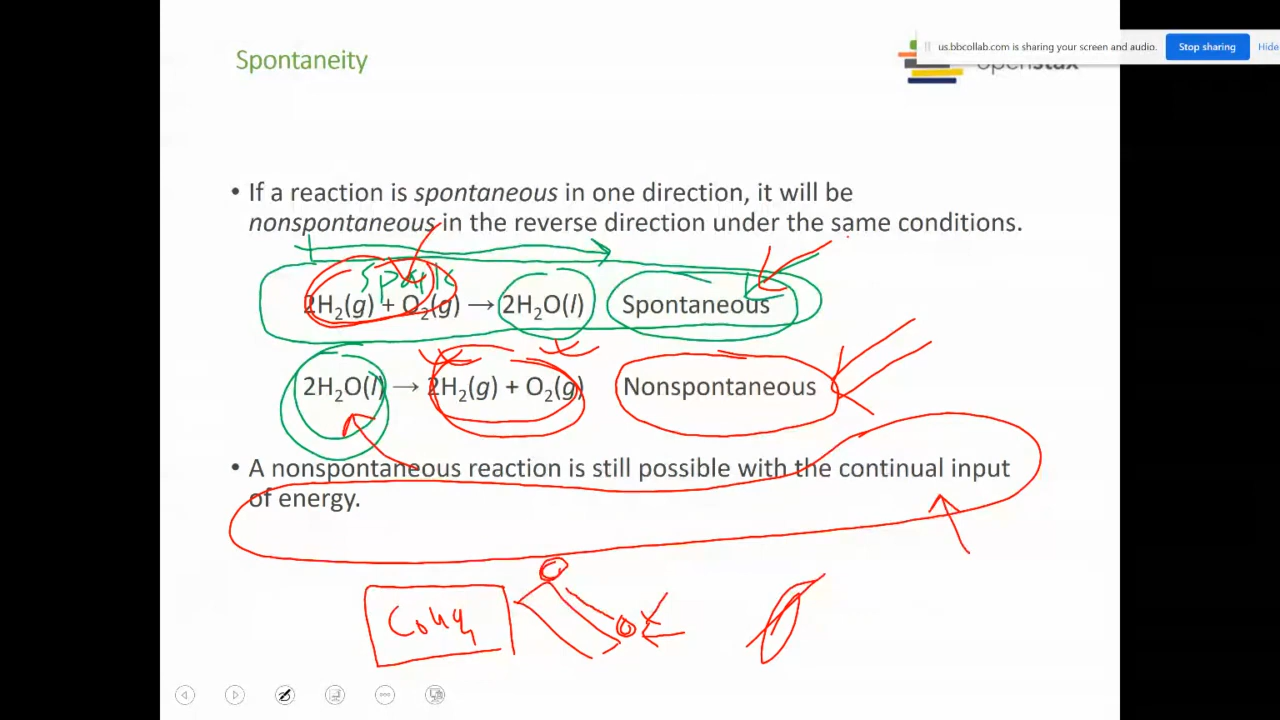 Spontaneity
us.bbcollab.com is sharing your screen and audio.
Stop sharing
Hide
openstax
• If a reaction is spontaneous in one direction, it will be
nonspontaneous in the reverse direction under the same conditions.
Spark
2H₂(g) + O₂(g) → 2H₂O(l) Spontaneous
2H₂O(l) → 2H₂(g) + O₂(g) Nonspontaneous
• A nonspontaneous reaction is still possible with the continual input
of energy.